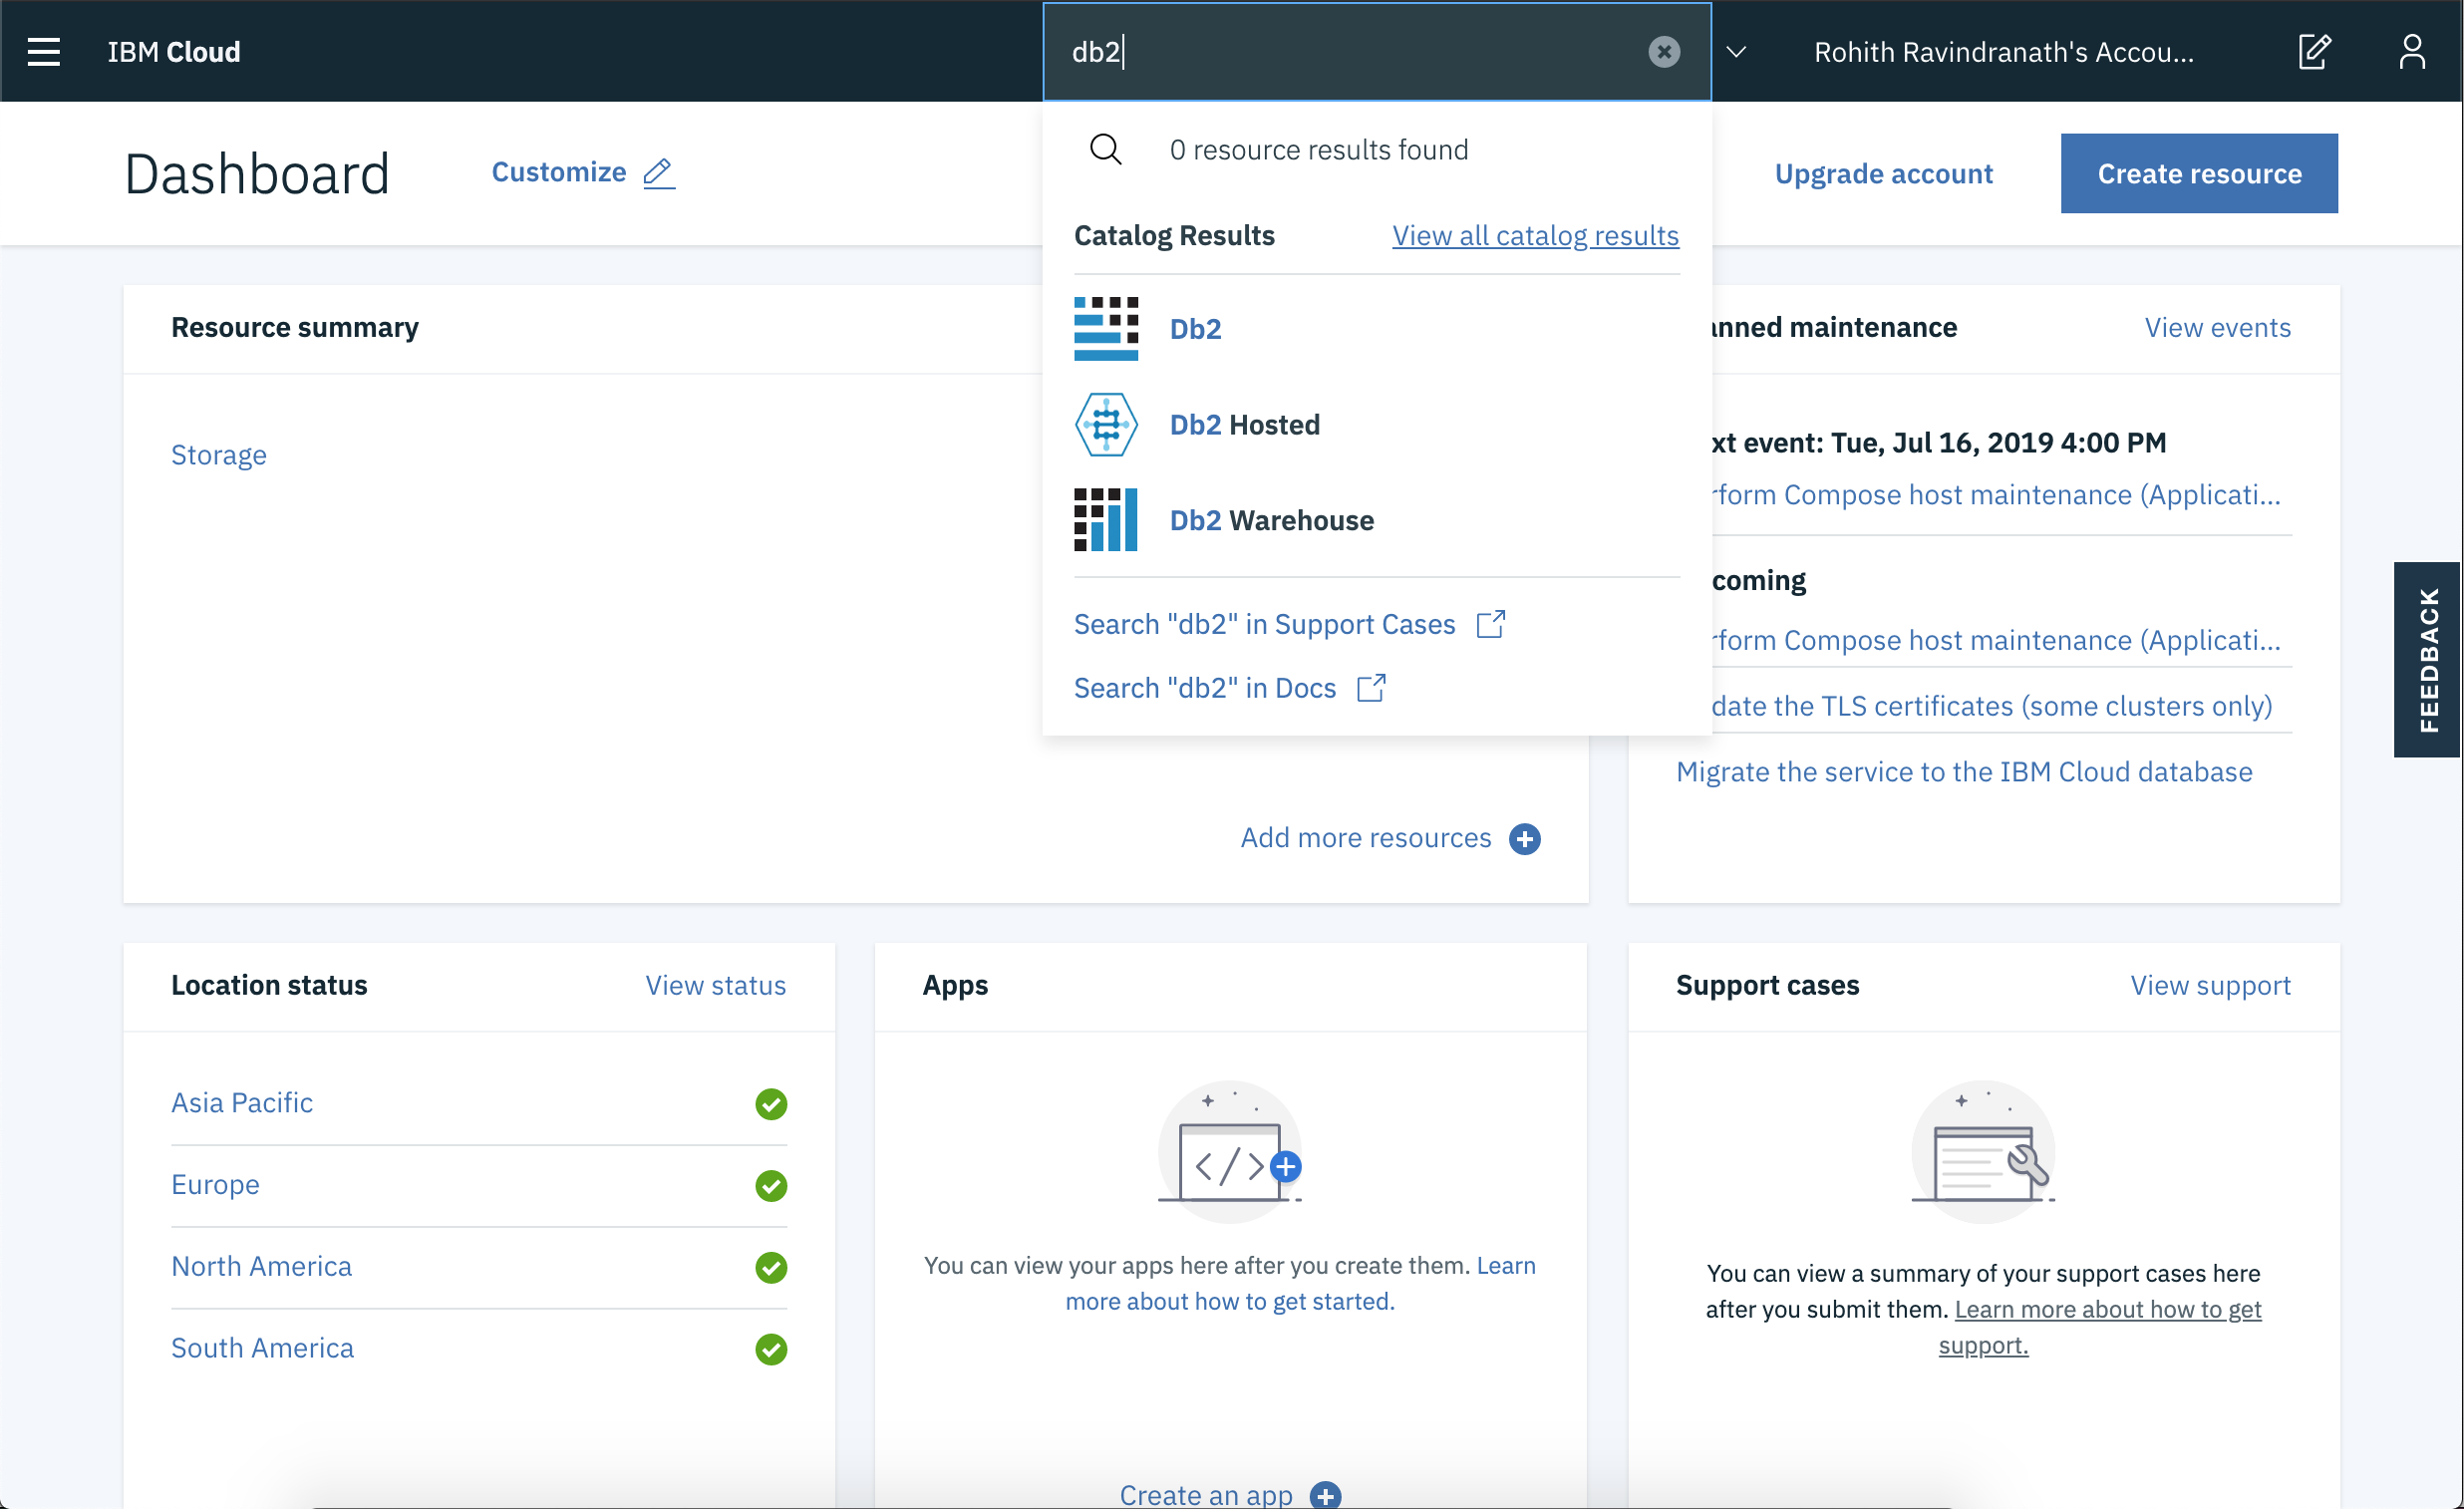 IBM Cloud
db2
Rohith Ravindranath's Accou...
Dashboard
Customize
Upgrade account
Create resource
0 resource results found
Catalog Results
View all catalog results
Db2
Db2 Hosted
Db2 Warehouse
Search "db2" in Support Cases
Search "db2" in Docs
Resource summary
Storage
Add more resources
nned maintenance
View events
xt event: Tue, Jul 16, 2019 4:00 PM
rform Compose host maintenance (Applicati...
coming
rform Compose host maintenance (Applicati...
date the TLS certificates (some clusters only)
Migrate the service to the IBM Cloud database
FEEDBACK
Location status
View status
Asia Pacific
Europe
North America
South America
Apps
You can view your apps here after you create them. Learn
more about how to get started.
Create an app
Support cases
View support
You can view a summary of your support cases here
after you submit them. Learn more about how to get
support.